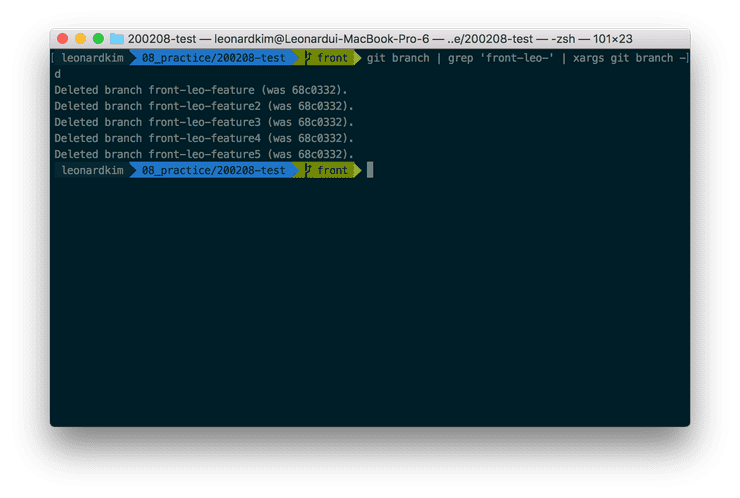 200208-test — leonardkim@Leonardui-MacBook-Pro-6 — ..e/200208-test — -zsh — 101×23
[ leonardkim 08_practice/200208-test front git branch | grep 'front-leo-' | xargs git branch -]
d
Deleted branch front-leo-feature (was 68c0332).
Deleted branch front-leo-feature2 (was 68c0332).
Deleted branch front-leo-feature3 (was 68c0332).
Deleted branch front-leo-feature4 (was 68c0332).
Deleted branch front-leo-feature5 (was 68c0332).
leonardkim 08_practice/200208-test front